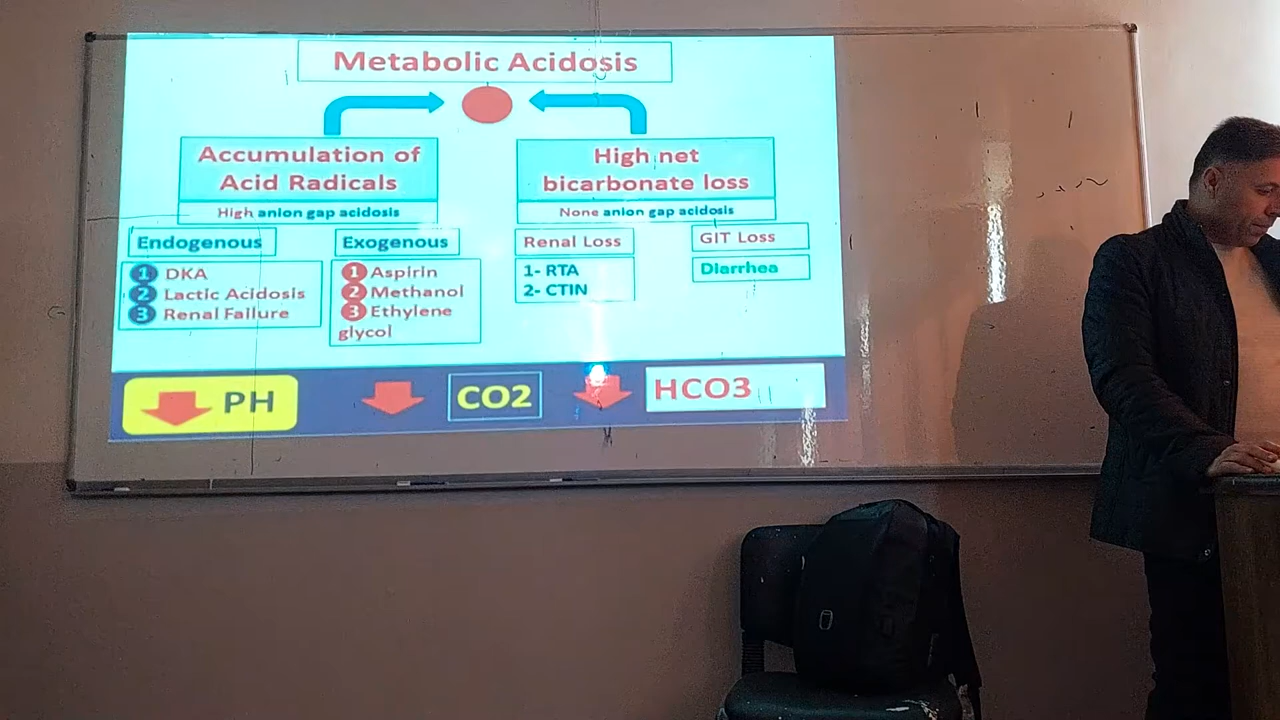 Metabolic Acidosis
Accumulation of
Acid Radicals
High anion gap acidosis
High net
bicarbonate loss
None anion gap acidosis
Endogenous
1 DKA
2 Lactic Acidosis
3 Renal Failure
Exogenous
1 Aspirin
2 Methanol
3 Ethylene
glycol
Renal Loss
1- RTA
2- CTIN
GIT Loss
Diarrhea
PH
CO2
HCO3